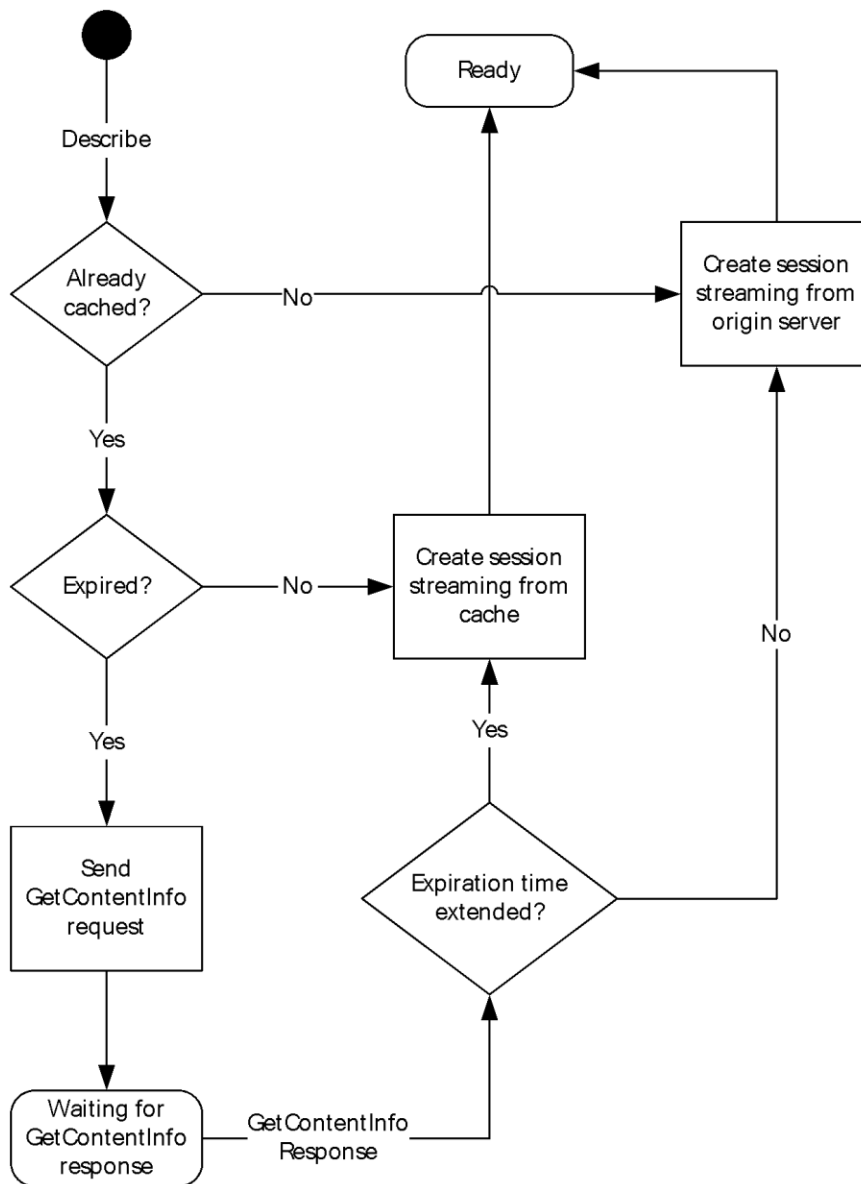 Ready
Describe
Already
cached?
No
Create session
streaming from
origin server
Yes
Expired?
No
Create session
streaming from
cache
No
Yes
Yes
Send
GetContentInfo
request
Expiration time
extended?
Waiting for
GetContentInfo
response
GetContentInfo
Response